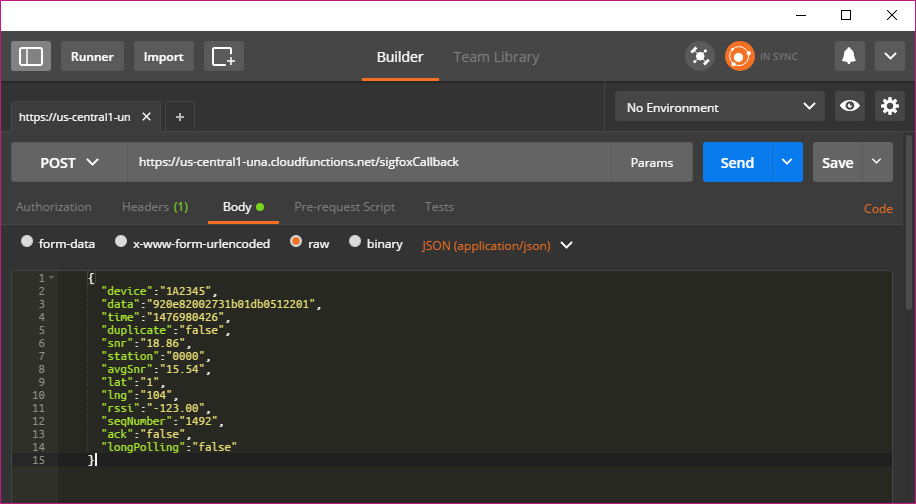 Runner Import Builder Team Library IN SYNC
https://us-central1-un No Environment
POST https://us-central1-una.cloudfunctions.net/sigfoxCallback Params Send Save
Authorization Headers (1) Body Pre-request Script Tests Code
form-data x-www-form-urlencoded raw binary JSON (application/json)
1 {
2 "device":"1A2345",
3 "data":"920e82002731b01db0512201",
4 "time":"1476980426",
5 "duplicate":"false",
6 "snr":"18.86",
7 "station":"0000",
8 "avgSnr":"15.54",
9 "lat":"1",
10 "lng":"104",
11 "rssi":"-123.00",
12 "seqNumber":"1492",
13 "ack":"false",
14 "longPolling":"false"
15 }